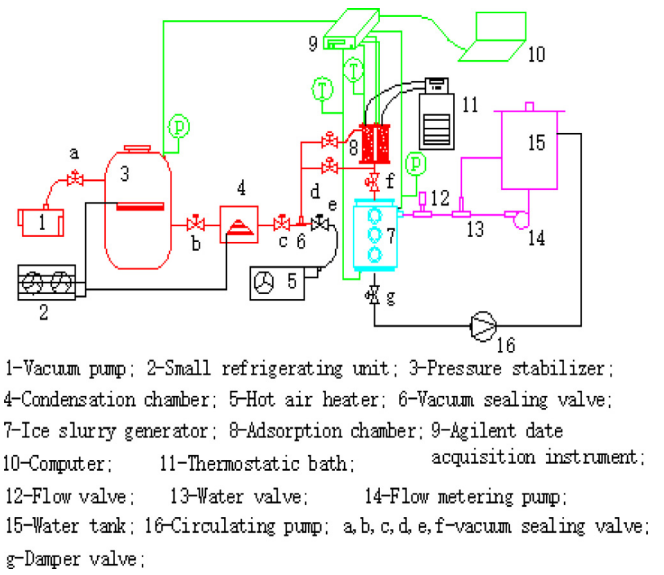 9
10
T
T
P
a
3
8
11
15
1
4
d
e
f
P
12
b
c
6
7
13
14
2
5
g
16
1-Vacuum pump; 2-Small refrigerating unit; 3-Pressure stabilizer;
4-Condensation chamber; 5-Hot air heater; 6-Vacuum sealing valve;
7-Ice slurry generator; 8-Adsorption chamber; 9-Agilent date
acquisition instrument;
10-Computer; 11-Thermostatic bath;
12-Flow valve; 13-Water valve; 14-Flow metering pump;
15-Water tank; 16-Circulating pump; a,b,c,d,e,f-vacuum sealing valve;
g-Damper valve;